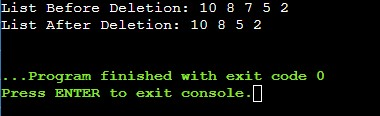 List Before Deletion: 10 8 7 5 2
List After Deletion: 10 8 5 2
...Program finished with exit code 0
Press ENTER to exit console.